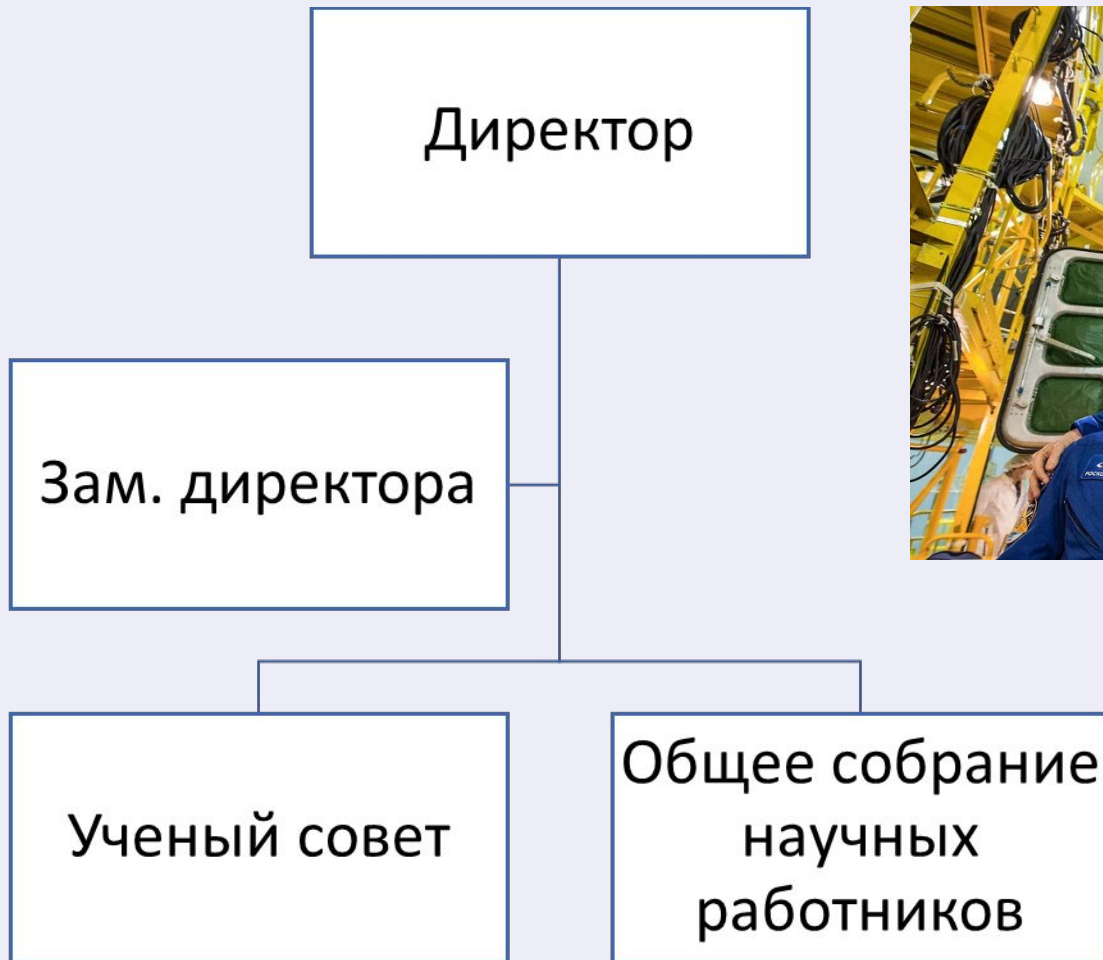 Директор
Зам. директора
Ученый совет
Общее собрание
научных
работников